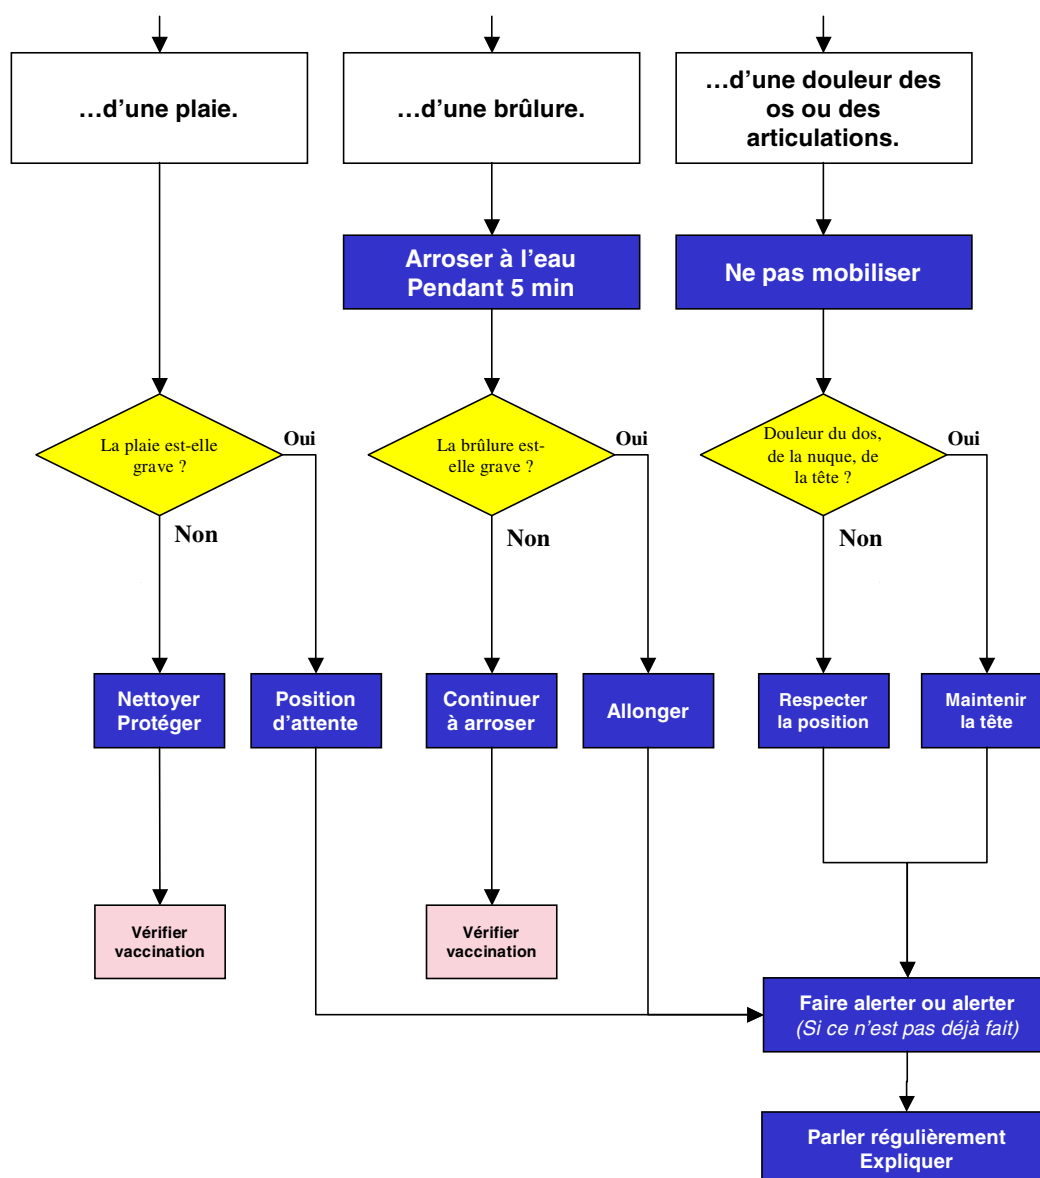 …d'une plaie.
…d'une brûlure.
…d'une douleur des
os ou des
articulations.
Arroser à l'eau
Pendant 5 min
Ne pas mobiliser
La plaie est-elle
grave ?
Oui
Non
La brûlure est-
elle grave ?
Oui
Non
Douleur du dos,
de la nuque, de
la tête ?
Oui
Non
Nettoyer
Protéger
Position
d'attente
Continuer
à arroser
Allonger
Respecter
la position
Maintenir
la tête
Vérifier
vaccination
Vérifier
vaccination
Faire alerter ou alerter
(Si ce n'est pas déjà fait)
Parler régulièrement
Expliquer